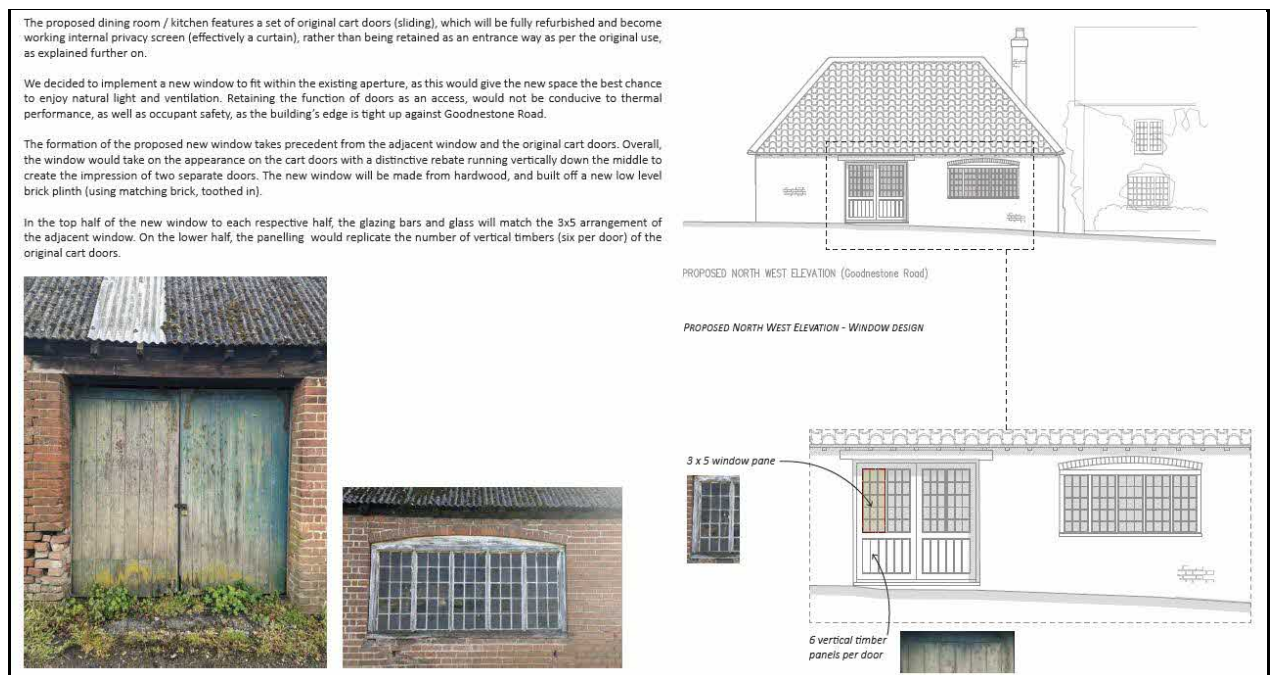 The proposed dining room / kitchen features a set of original cart doors (sliding), which will be fully refurbished and become
working internal privacy screen (effectively a curtain), rather than being retained as an entrance way as per the original use,
as explained further on.
We decided to implement a new window to fit within the existing aperture, as this would give the new space the best chance
to enjoy natural light and ventilation. Retaining the function of doors as an access, would not be conducive to thermal
performance, as well as occupant safety, as the building's edge is tight up against Goodnestone Road.
The formation of the proposed new window takes precedent from the adjacent window and the original cart doors. Overall,
the window would take on the appearance on the cart doors with a distinctive rebate running vertically down the middle to
create the impression of two separate doors. The new window will be made from hardwood, and built off a new low level
brick plinth (using matching brick, toothed in).
In the top half of the new window to each respective half, the glazing bars and glass will match the 3x5 arrangement of
the adjacent window. On the lower half, the panelling would replicate the number of vertical timbers (six per door) of the
original cart doors.
PROPOSED NORTH WEST ELEVATION (Goodnestone Road)
PROPOSED NORTH WEST ELEVATION - WINDOW DESIGN
3 x 5 window pane
6 vertical timber
panels per door